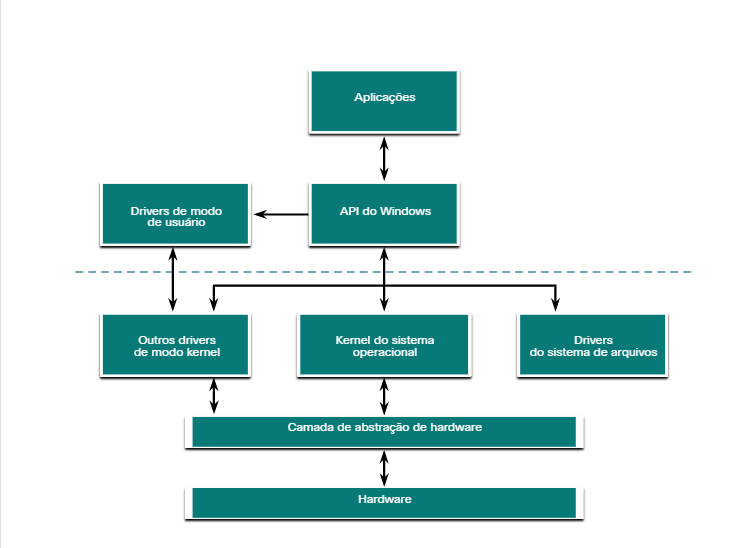 Aplicações
Drivers de modo
de usuário
API do Windows
Outros drivers
de modo kernel
Kernel do sistema
operacional
Drivers
do sistema de arquivos
Camada de abstração de hardware
Hardware